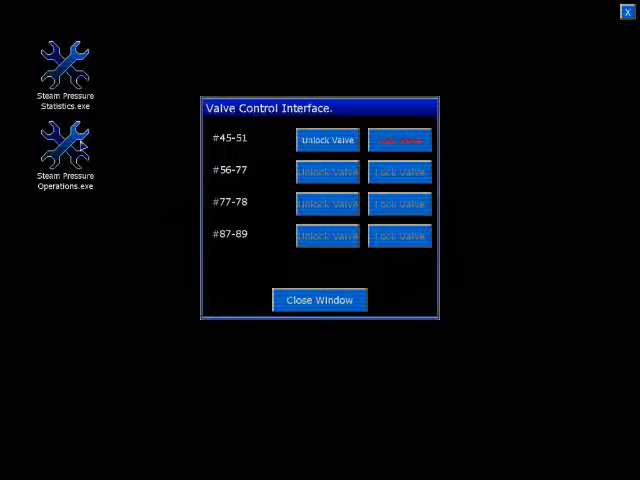 X
Steam Pressure
Statistics.exe
Steam Pressure
Operations.exe
Valve Control Interface.
#45-51 Unlock Valve Lock Valve
#56-77 Unlock Valve Lock Valve
#77-78 Unlock Valve Lock Valve
#87-89 Unlock Valve Lock Valve
Close Window